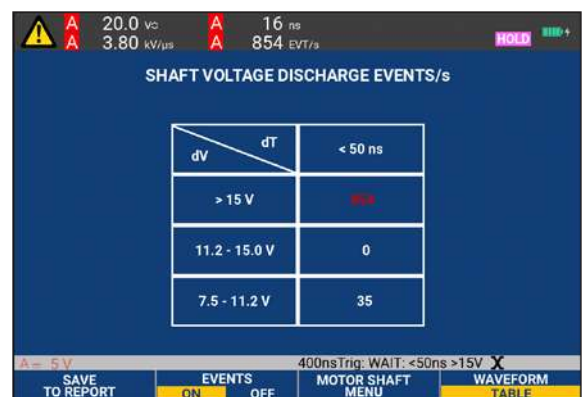 A 20.0 vo A 16 ns
A 3.80 kV/µs A 854 EVT/s
HOLD
SHAFT VOLTAGE DISCHARGE EVENTS/s
dT
dV
< 50 ns
> 15 V
11.2 - 15.0 V 0
7.5 - 11.2 V 35
A= 5 V 400nsTrig: WAIT: <50ns >15V X
SAVE TO REPORT
EVENTS
ON OFF
MOTOR SHAFT MENU
WAVEFORM
TABLE